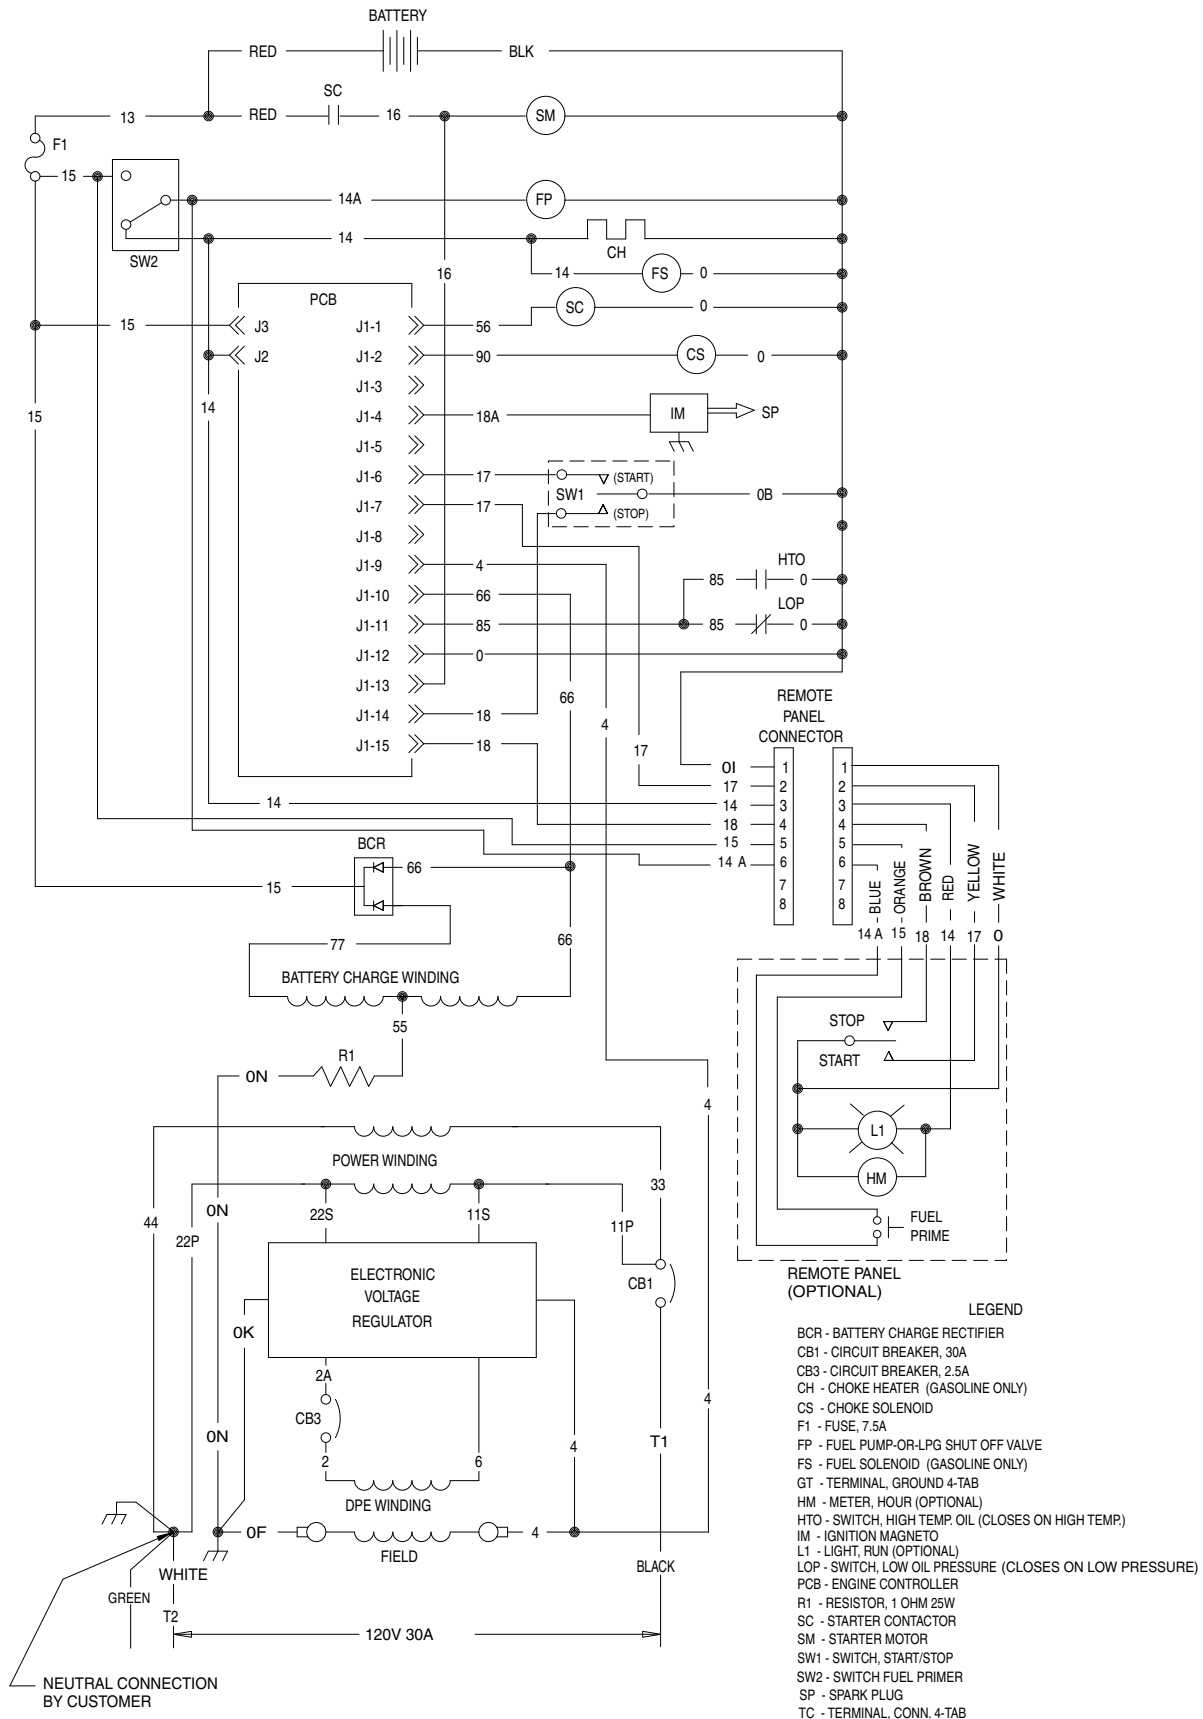 BATTERY
RED
BLK
SC
13
RED
16
SM
F1
15
14A
FP
SW2
14
CH
16
14
FS
0
PCB
SC
0
15
J3
J1-1
56
J2
J1-2
90
CS
0
J1-3
14
15
J1-4
18A
IM
SP
J1-5
J1-6
17
(START)
SW1
0B
J1-7
17
(STOP)
J1-8
HTO
J1-9
4
85
0
J1-10
66
LOP
J1-11
85
85
0
J1-12
0
J1-13
66
4
17
J1-14
18
J1-15
18
REMOTE
PANEL
CONNECTOR
0I
1
1
17
2
2
14
14
3
3
18
4
4
15
5
5
14 A
6
6
7
7
8
8
BLUE
ORANGE
BROWN
RED
YELLOW
WHITE
14 A
15
18
14
17
0
BCR
66
15
77
66
BATTERY CHARGE WINDING
55
R1
0N
STOP
START
4
L1
HM
POWER WINDING
33
44
22P
0N
22S
11S
11P
FUEL
PRIME
CB1
ELECTRONIC
VOLTAGE
REGULATOR
REMOTE PANEL
(OPTIONAL)
0K
2A
CB3
4
0N
T1
2
6
4
DPE WINDING
0F
4
FIELD
WHITE
BLACK
GREEN
T2
120V 30A
NEUTRAL CONNECTION
BY CUSTOMER
LEGEND
BCR - BATTERY CHARGE RECTIFIER
CB1 - CIRCUIT BREAKER, 30A
CB3 - CIRCUIT BREAKER, 2.5A
CH - CHOKE HEATER (GASOLINE ONLY)
CS - CHOKE SOLENOID
F1 - FUSE, 7.5A
FP - FUEL PUMP-OR-LPG SHUT OFF VALVE
FS - FUEL SOLENOID (GASOLINE ONLY)
GT - TERMINAL, GROUND 4-TAB
HM - METER, HOUR (OPTIONAL)
HTO - SWITCH, HIGH TEMP. OIL (CLOSES ON HIGH TEMP.)
IM - IGNITION MAGNETO
L1 - LIGHT, RUN (OPTIONAL)
LOP - SWITCH, LOW OIL PRESSURE (CLOSES ON LOW PRESSURE)
PCB - ENGINE CONTROLLER
R1 - RESISTOR, 1 OHM 25W
SC - STARTER CONTACTOR
SM - STARTER MOTOR
SW1 - SWITCH, START/STOP
SW2 - SWITCH FUEL PRIMER
SP - SPARK PLUG
TC - TERMINAL, CONN. 4-TAB